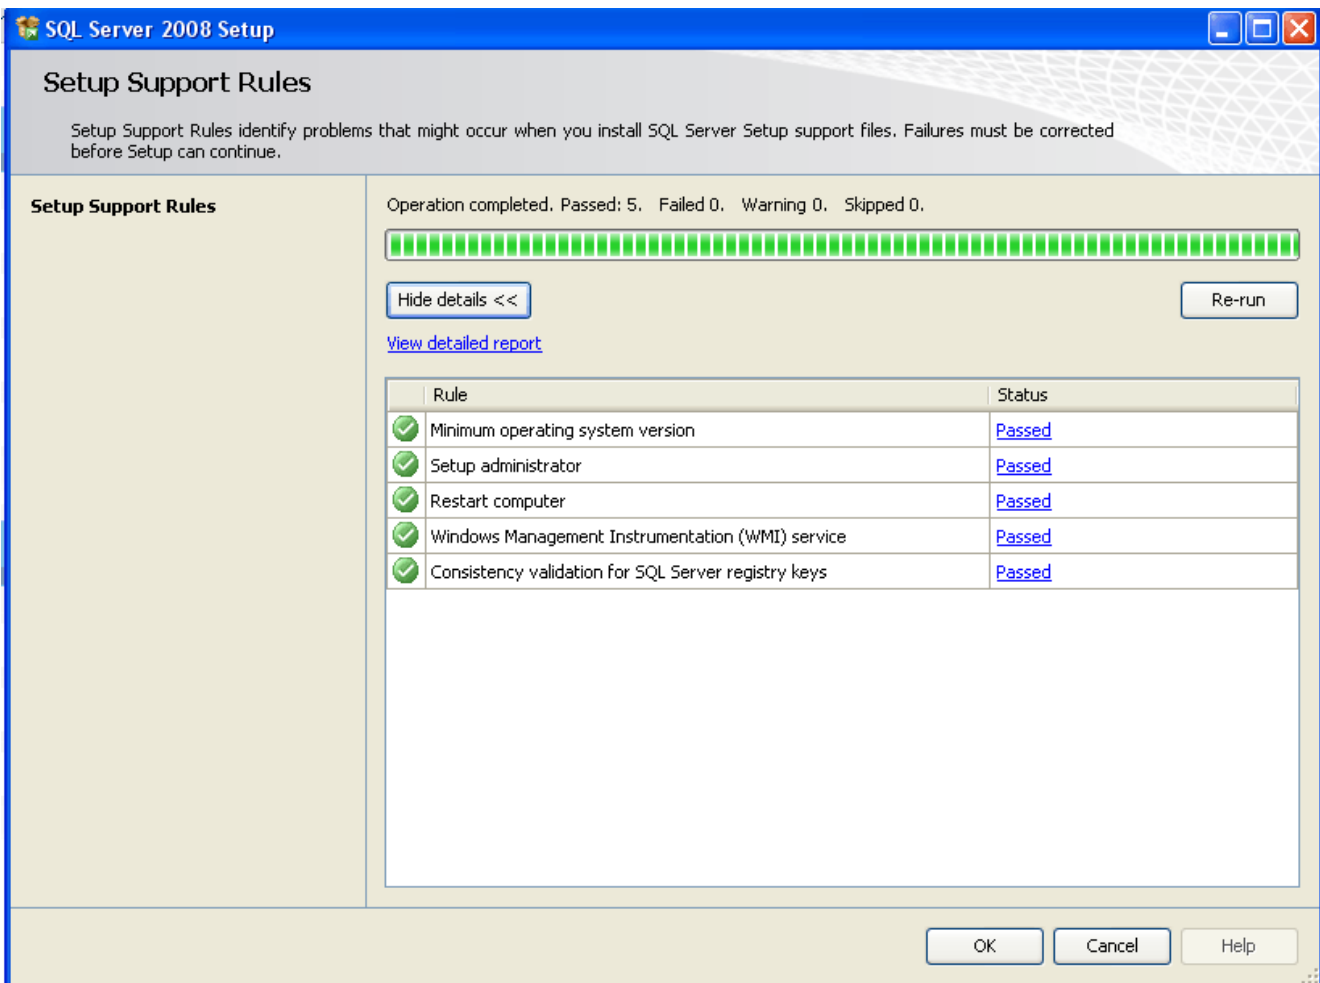 SQL Server 2008 Setup
Setup Support Rules
Setup Support Rules identify problems that might occur when you install SQL Server Setup support files. Failures must be corrected
before Setup can continue.
Setup Support Rules
Operation completed. Passed: 5.   Failed 0.   Warning 0.   Skipped 0.
Hide details <<
Re-run
View detailed report
Rule Status
Minimum operating system version Passed
Setup administrator Passed
Restart computer Passed
Windows Management Instrumentation (WMI) service Passed
Consistency validation for SQL Server registry keys Passed
OK Cancel Help